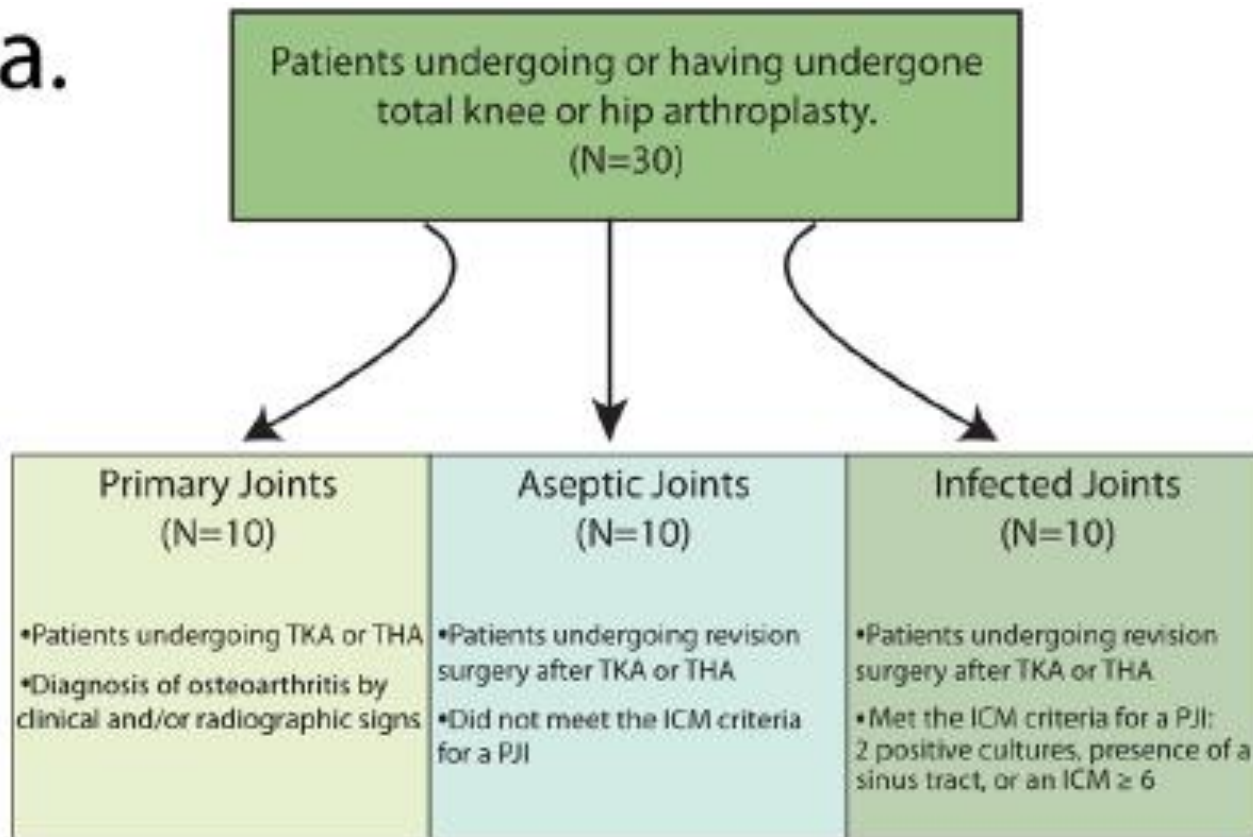 a.
Patients undergoing or having undergone
total knee or hip arthroplasty.
(N=30)
Primary Joints
(N=10)
•Patients undergoing TKA or THA
•Diagnosis of osteoarthritis by
clinical and/or radiographic signs
Aseptic Joints
(N=10)
•Patients undergoing revision
surgery after TKA or THA
•Did not meet the ICM criteria
for a PJI
Infected Joints
(N=10)
•Patients undergoing revision
surgery after TKA or THA
•Met the ICM criteria for a PJI:
2 positive cultures, presence of a
sinus tract, or an ICM ≥ 6